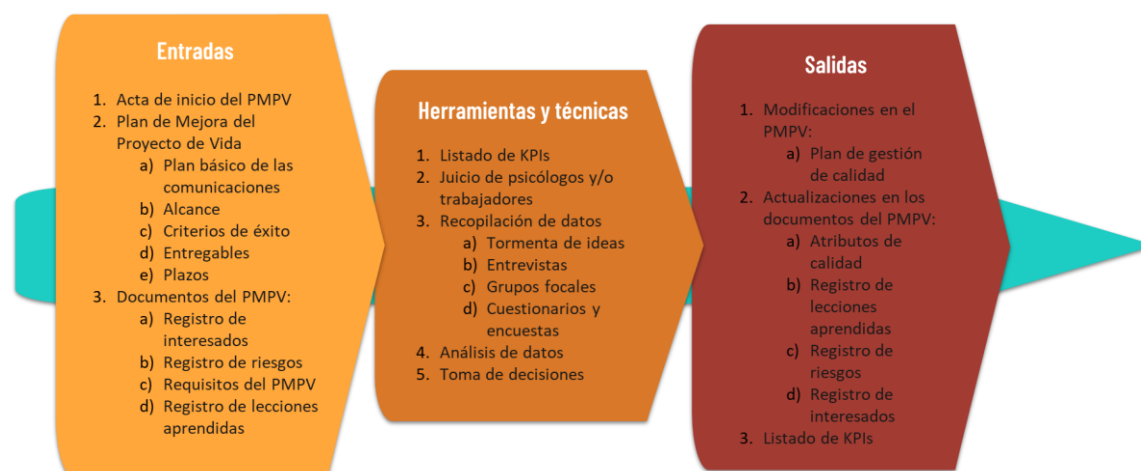 Entradas
1. Acta de inicio del PMPV
2. Plan de Mejora del
Proyecto de Vida
a) Plan básico de las
comunicaciones
b) Alcance
c) Criterios de éxito
d) Entregables
e) Plazos
3. Documentos del PMPV:
a) Registro de
interesados
b) Registro de riesgos
c) Requisitos del PMPV
d) Registro de lecciones
aprendidas
Herramientas y técnicas
1. Listado de KPIs
2. Juicio de psicólogos y/o
trabajadores
3. Recopilación de datos
a) Tormenta de ideas
b) Entrevistas
c) Grupos focales
d) Cuestionarios y
encuestas
4. Análisis de datos
5. Toma de decisiones
Salidas
1. Modificaciones en el
PMPV:
a) Plan de gestión
de calidad
2. Actualizaciones en los
documentos del PMPV:
a) Atributos de
calidad
b) Registro de
lecciones
aprendidas
c) Registro de
riesgos
d) Registro de
interesados
3. Listado de KPIs